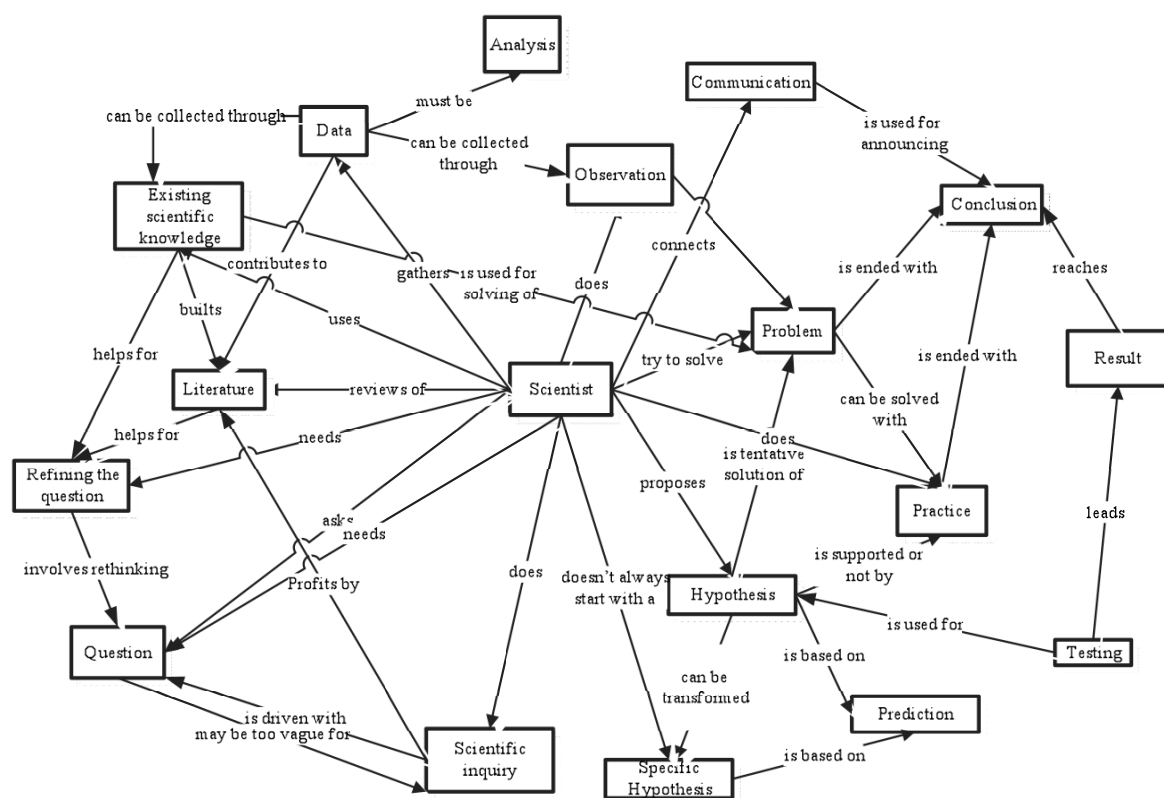 Analysis
Communication
can be collected through
must be
Data
is used for
announcing
can be collected
through
Observation
Existing
scientific
knowledge
Conclusion
connects
contributes to
gathers
is used for
solving of
is ended with
reaches
does
builts
uses
Problem
helps for
try to solve
is ended with
Result
Literature
reviews of
Scientist
can be solved
with
helps for
needs
does
is tentative
solution of
Refining the
question
proposes
Practice
leads
asks
needs
is supported or
not by
involves rethinking
Profits by
does
doesn't always
start with a
Hypothesis
is used for
Question
Testing
is based on
can be
transformed
is driven with
may be too vague for
Prediction
Scientific
inquiry
is based on
Specific
Hypothesis